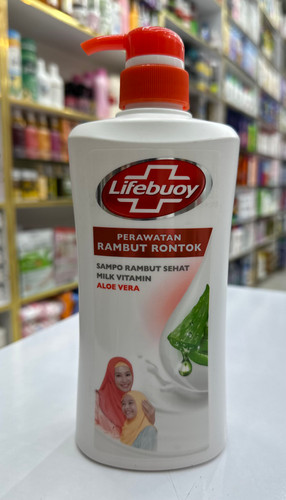 Lifebuoy
PERAWATAN
RAMBUT RONTOK
SAMPO RAMBUT SEHAT
MILK VITAMIN
ALOE VERA